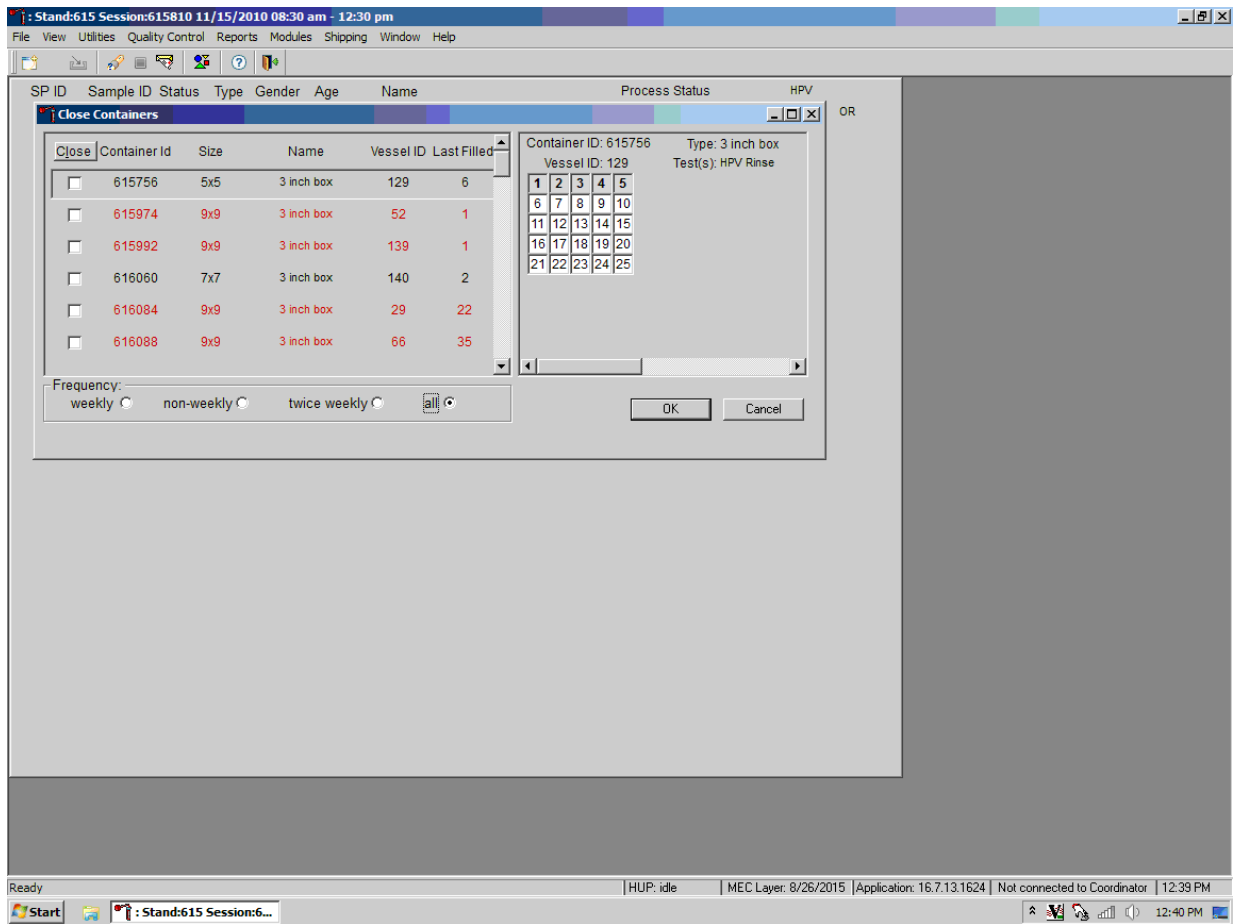 : Stand:615 Session:615810 11/15/2010 08:30 am - 12:30 pm
File View Utilities Quality Control Reports Modules Shipping Window Help
SP ID Sample ID Status Type Gender Age Name Process Status HPV
OR
Close Containers
Close Container Id Size Name Vessel ID Last Filled
615756 5x5 3 inch box 129 6
615974 9x9 3 inch box 52 1
615992 9x9 3 inch box 139 1
616060 7x7 3 inch box 140 2
616084 9x9 3 inch box 29 22
616088 9x9 3 inch box 66 35
Container ID: 615756 Type: 3 inch box
Vessel ID: 129 Test(s): HPV Rinse
1 2 3 4 5
6 7 8 9 10
11 12 13 14 15
16 17 18 19 20
21 22 23 24 25
Frequency:
weekly non-weekly twice weekly all
OK Cancel
Ready HUP: idle MEC Layer: 8/26/2015 Application: 16.7.13.1624 Not connected to Coordinator 12:39 PM
Start : Stand:615 Session:6... 12:40 PM